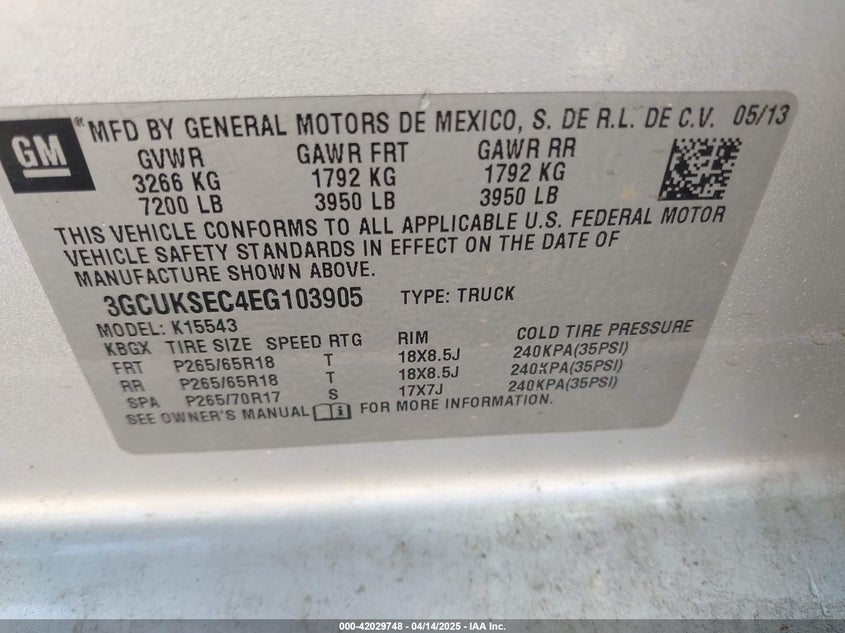 GM ® MFD BY GENERAL MOTORS DE MEXICO, S. DE R.L. DE C.V. 05/13
GVWR GAWR FRT GAWR RR
3266 KG 1792 KG 1792 KG
7200 LB 3950 LB 3950 LB
THIS VEHICLE CONFORMS TO ALL APPLICABLE U.S. FEDERAL MOTOR
VEHICLE SAFETY STANDARDS IN EFFECT ON THE DATE OF
MANUFACTURE SHOWN ABOVE.
3GCUKSEC4EG103905 TYPE: TRUCK
MODEL: K15543
KBGX TIRE SIZE SPEED RTG RIM COLD TIRE PRESSURE
FRT P265/65R18 T 18X8.5J 240KPA(35PSI)
RR P265/65R18 T 18X8.5J 240KPA(35PSI)
SPA P265/70R17 S 17X7J 240KPA(35PSI)
SEE OWNER'S MANUAL i FOR MORE INFORMATION.
000-42029748 - 04/14/2025 - IAA Inc.